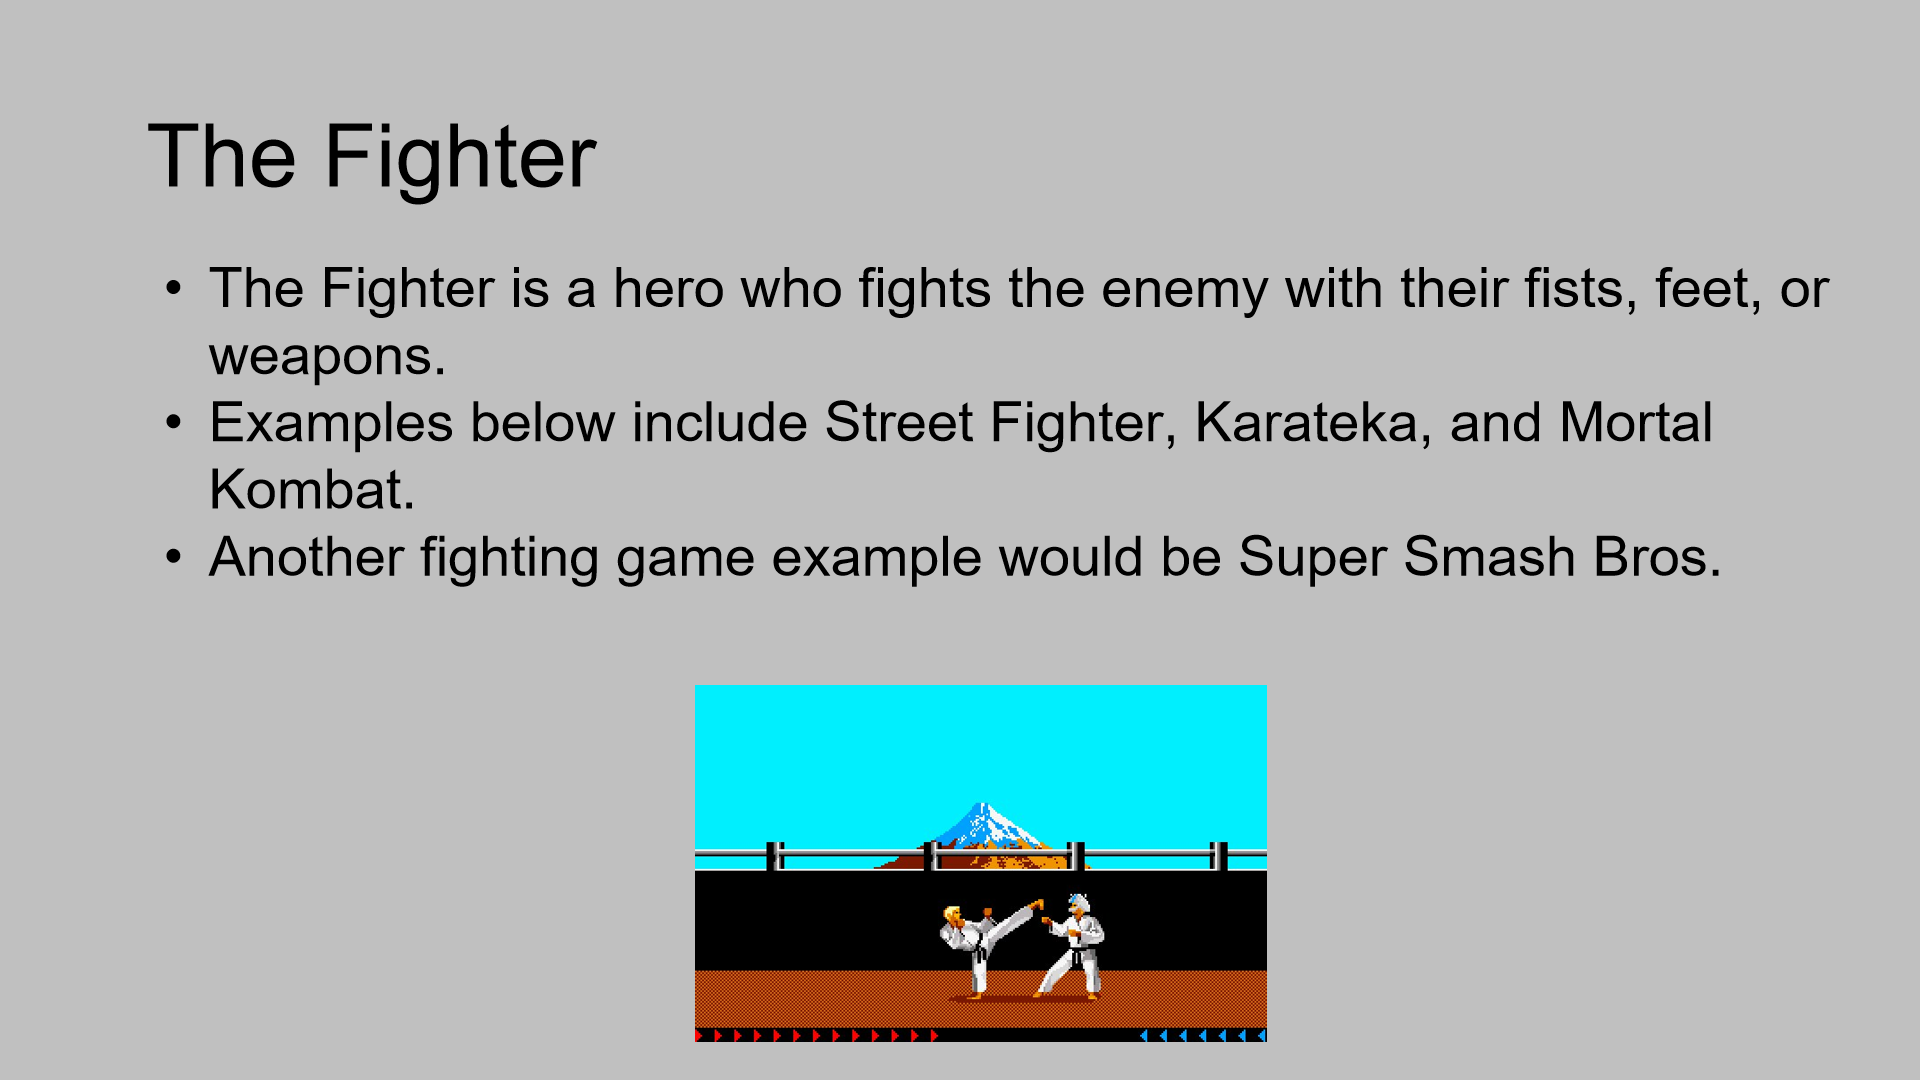 The Fighter
• The Fighter is a hero who fights the enemy with their fists, feet, or
weapons.
• Examples below include Street Fighter, Karateka, and Mortal
Kombat.
• Another fighting game example would be Super Smash Bros.